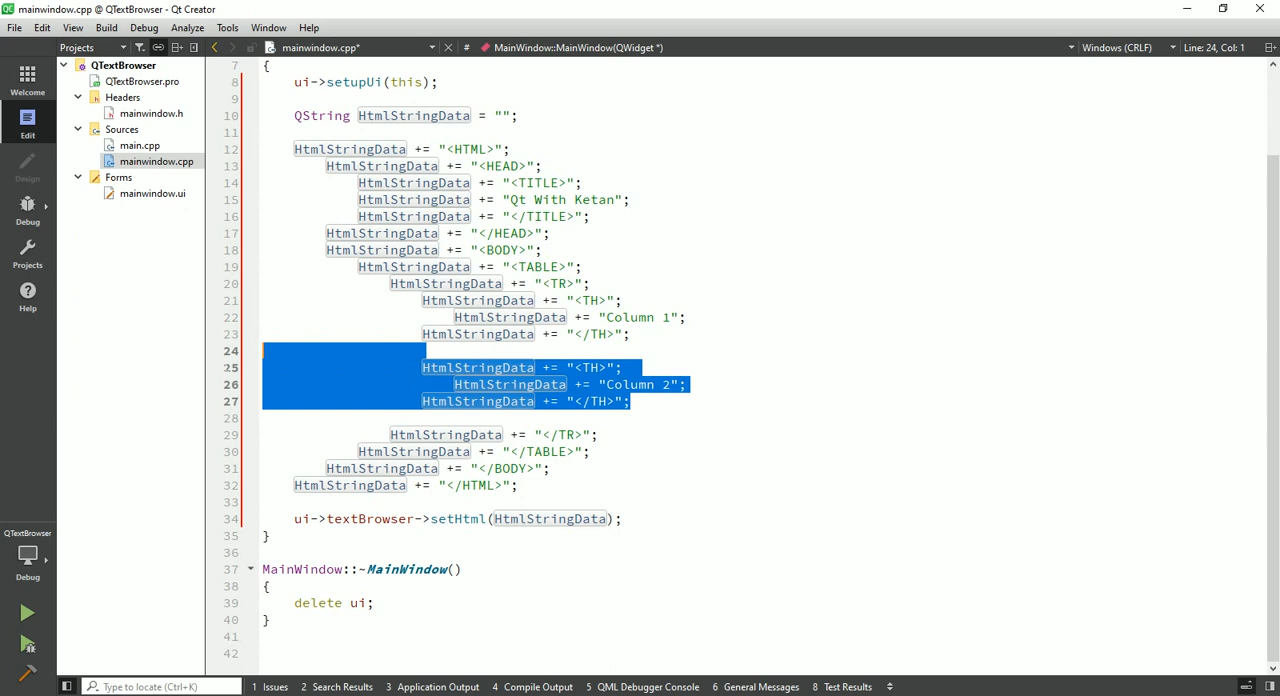 mainwindow.cpp @ QTextBrowser - Qt Creator
File Edit View Build Debug Analyze Tools Window Help
Projects mainwindow.cpp* # MainWindow::MainWindow(QWidget *) Windows (CRLF) Line: 24, Col: 1
Welcome
Edit
Design
Debug
Projects
Help
QTextBrowser
Debug
QTextBrowser
QTextBrowser.pro
Headers
mainwindow.h
Sources
main.cpp
mainwindow.cpp
Forms
mainwindow.ui
7 {
8 ui->setupUi(this);
9
10 QString HtmlStringData = "";
11
12 HtmlStringData += "<HTML>";
13 HtmlStringData += "<HEAD>";
14 HtmlStringData += "<TITLE>";
15 HtmlStringData += "Qt With Ketan";
16 HtmlStringData += "</TITLE>";
17 HtmlStringData += "</HEAD>";
18 HtmlStringData += "<BODY>";
19 HtmlStringData += "<TABLE>";
20 HtmlStringData += "<TR>";
21 HtmlStringData += "<TH>";
22 HtmlStringData += "Column 1";
23 HtmlStringData += "</TH>";
24
25 HtmlStringData += "<TH>";
26 HtmlStringData += "Column 2";
27 HtmlStringData += "</TH>";
28
29 HtmlStringData += "</TR>";
30 HtmlStringData += "</TABLE>";
31 HtmlStringData += "</BODY>";
32 HtmlStringData += "</HTML>";
33
34 ui->textBrowser->setHtml(HtmlStringData);
35 }
36
37 MainWindow::~MainWindow()
38 {
39 delete ui;
40 }
41
42
Type to locate (Ctrl+K) 1 Issues 2 Search Results 3 Application Output 4 Compile Output 5 QML Debugger Console 6 General Messages 8 Test Results